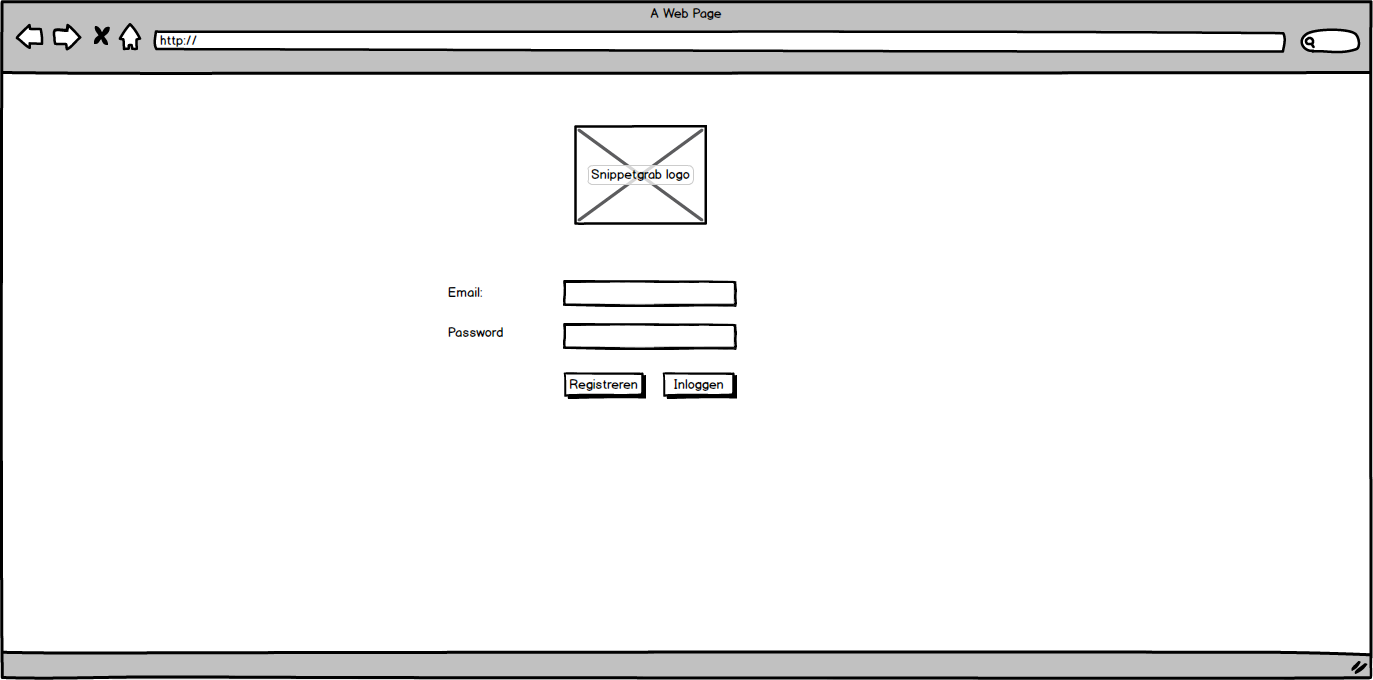 A Web Page
http://
Snippetgrab logo
Email:
Password
Registreren
Inloggen